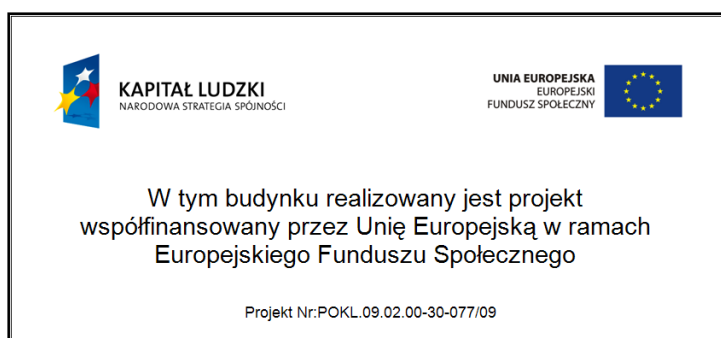 KAPITAŁ LUDZKI
NARODOWA STRATEGIA SPÓJNOŚCI
UNIA EUROPEJSKA
EUROPEJSKI
FUNDUSZ SPOŁECZNY
W tym budynku realizowany jest projekt
współfinansowany przez Unię Europejską w ramach
Europejskiego Funduszu Społecznego
Projekt Nr:POKL.09.02.00-30-077/09